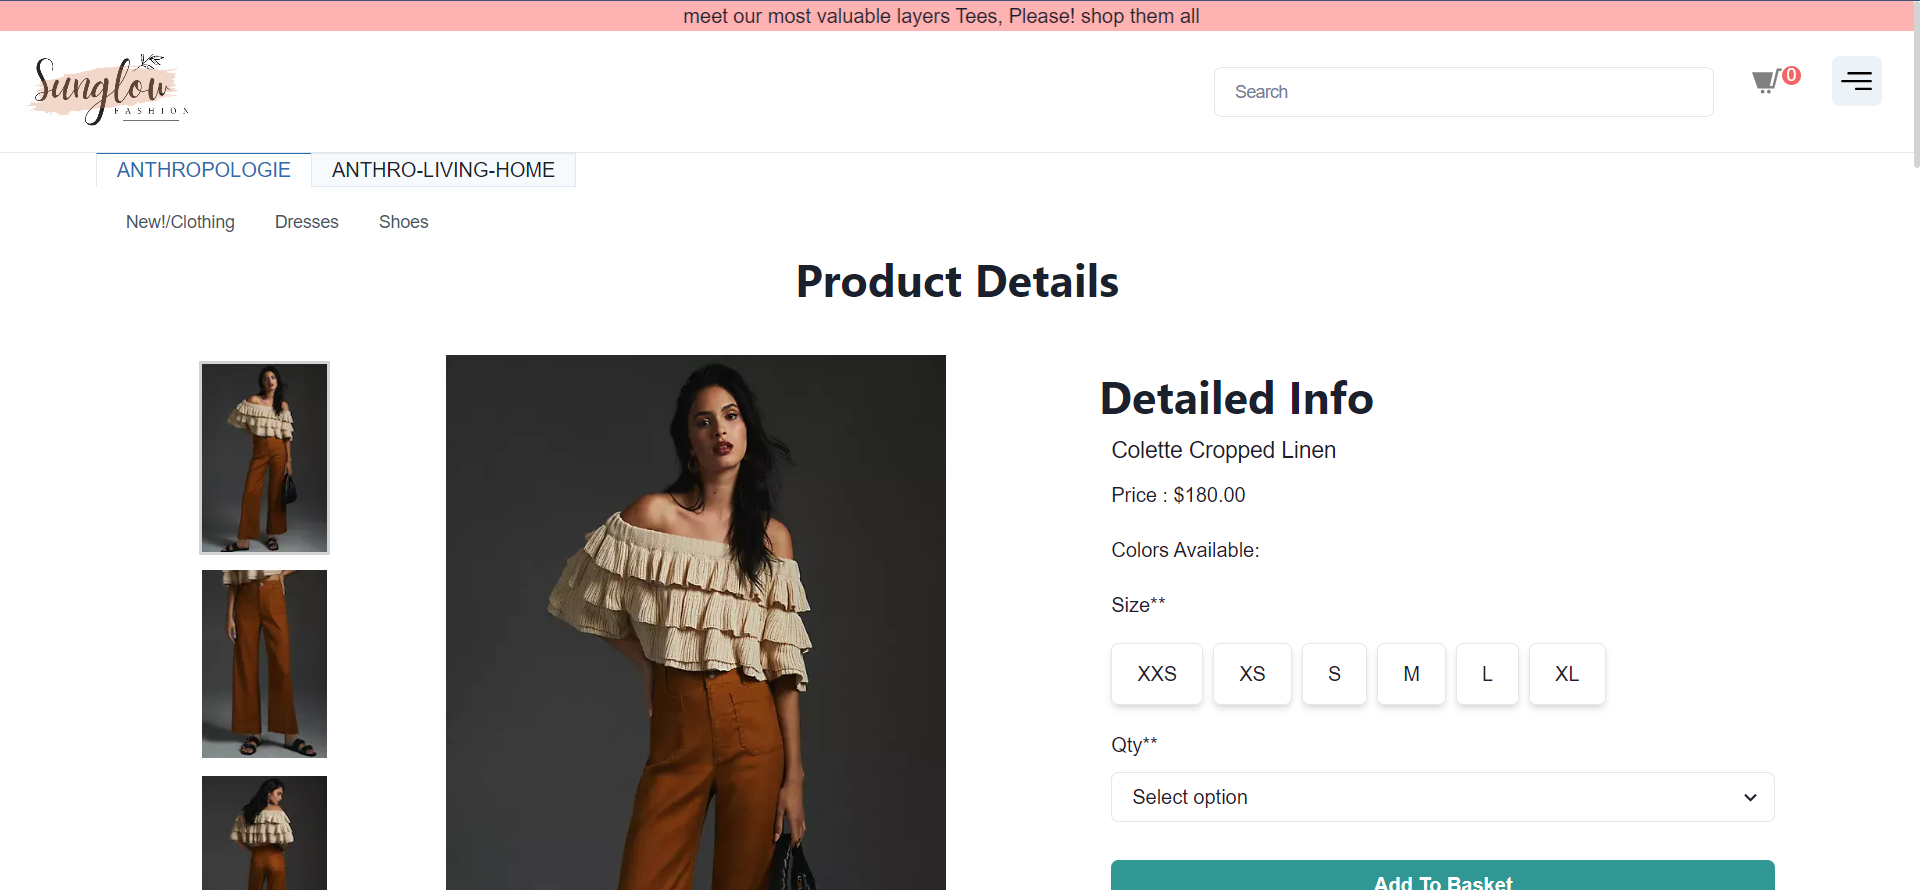 meet our most valuable layers Tees, Please! shop them all
Sunglow
FASHION
Search
0
ANTHROPOLOGIE
ANTHRO-LIVING-HOME
New!/Clothing
Dresses
Shoes
Product Details
Detailed Info
Colette Cropped Linen
Price : $180.00
Colors Available:
Size**
XXS
XS
S
M
L
XL
Qty**
Select option
Add To Basket